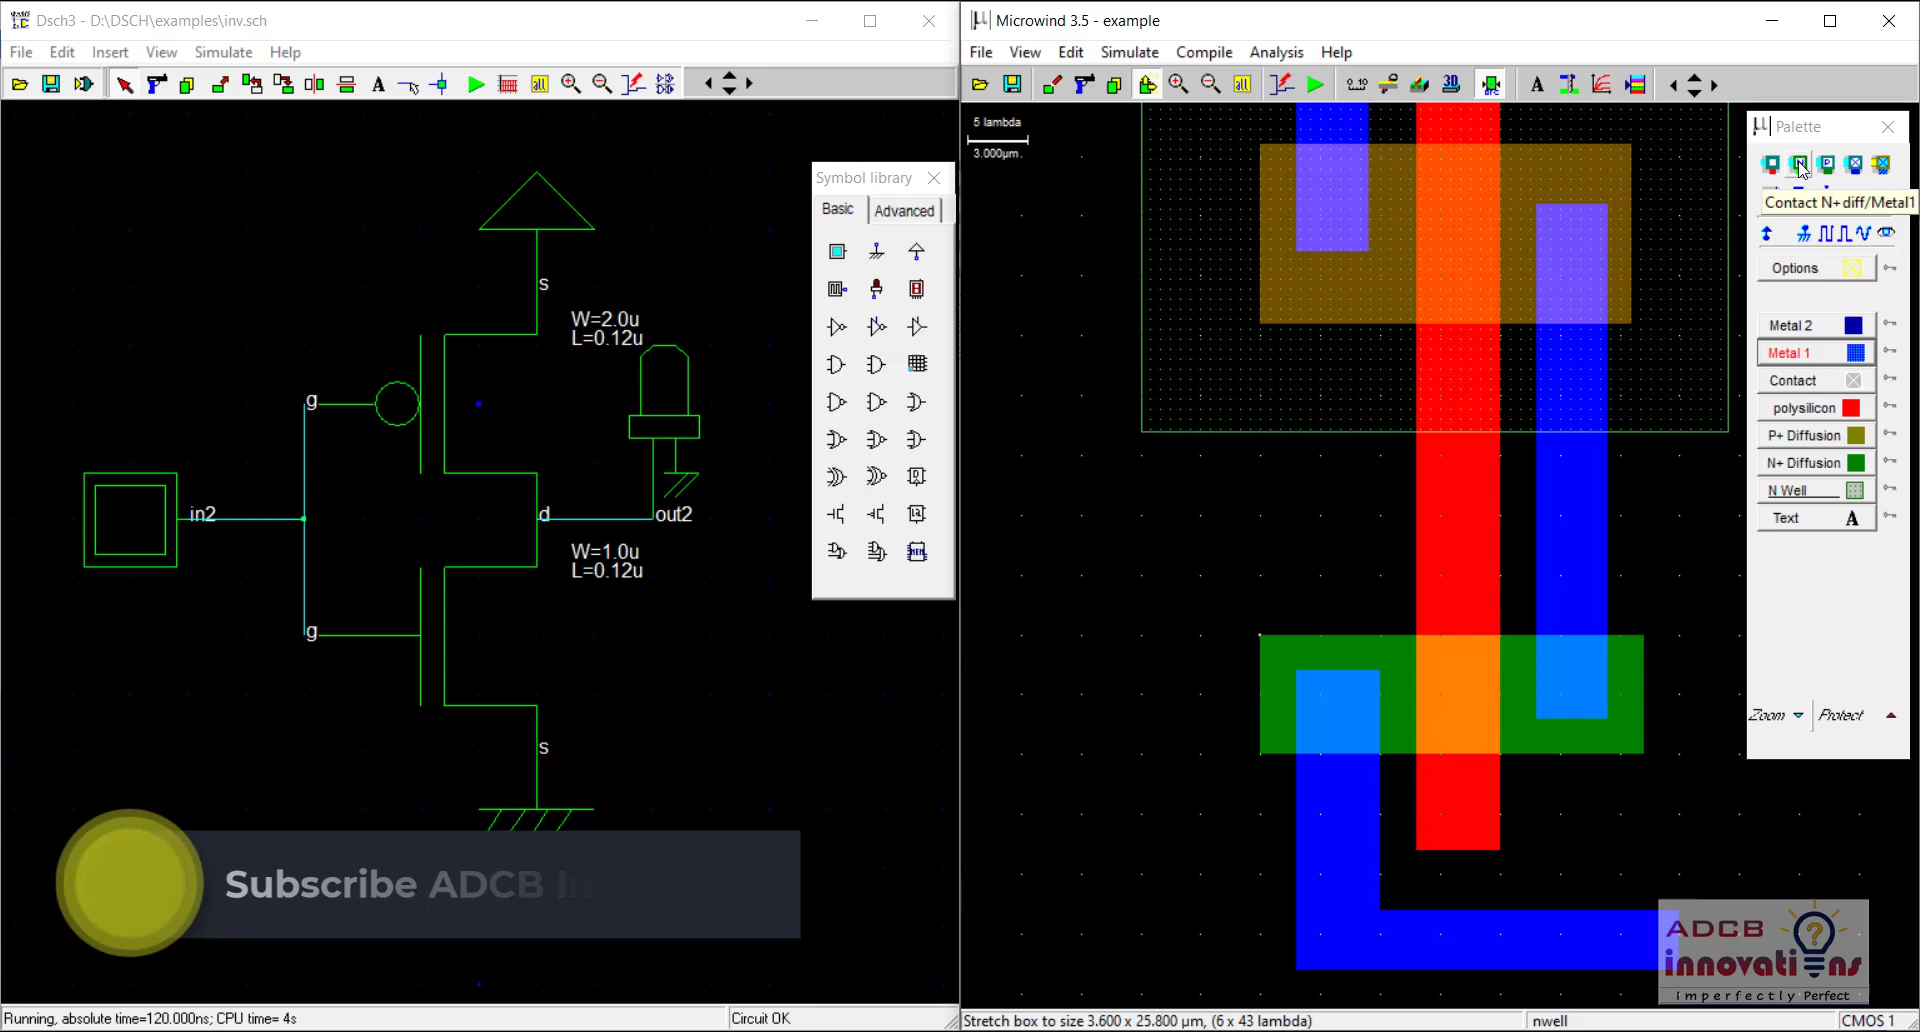 Dsch3 - D:\DSCH\examples\inv.sch
File Edit Insert View Simulate Help
Symbol library
Basic Advanced
s
W=2.0u
L=0.12u
g
in2
d
out2
W=1.0u
L=0.12u
g
s
Subscribe ADCB In
Running, absolute time=120.000ns; CPU time= 4s
Circuit OK
Microwind 3.5 - example
File View Edit Simulate Compile Analysis Help
5 lambda
3.000µm
Palette
Contact N+diff/Metal1
Options
Metal 2
Metal 1
Contact
polysilicon
P+ Diffusion
N+ Diffusion
N Well
Text A
Zoom Protect
ADCB
innovations
Imperfectly Perfect
Stretch box to size 3.600 x 25.800 µm, (6 x 43 lambda)
nwell
CMOS 1